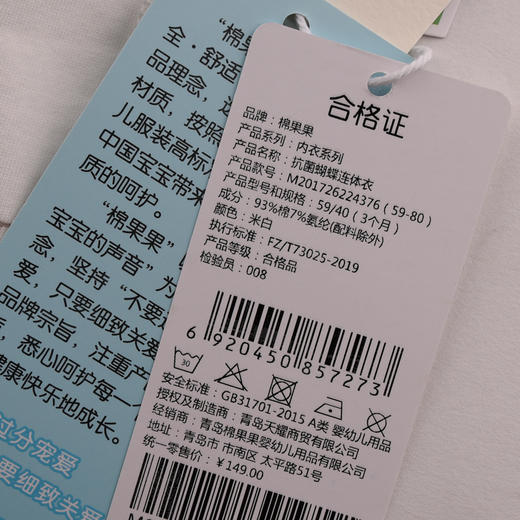 合格证
品牌：棉果果
产品系列：内衣系列
产品名称：抗菌蝴蝶连体衣
款号：M201726224376（59-80）
产品型号和规格：59/40（3个月）
成分：93%棉7%氨纶(配料除外)
颜色：米白
执行标准：FZ/T73025-2019
产品等级：合格品
检验员：008
6 920450 857273
30
安全标准：GB31701-2015 A类 婴幼儿用品
授权及制造商：青岛天耀商贸有限公司
经销商：青岛棉果果婴幼儿用品有限公司
地址：青岛市 市南区 太平路51号
统一零售价：￥149.00
“棉
全·舒适
品理念，
材质，按照
儿服装高标
中国宝宝带来
质的呵护。
“棉果果”
宝宝的声音”为
念，坚持“不要
爱，只要细致关爱
品牌宗旨，注重产
，悉心呵护每一
健康快乐地成长。
过分宠爱
要细致关爱